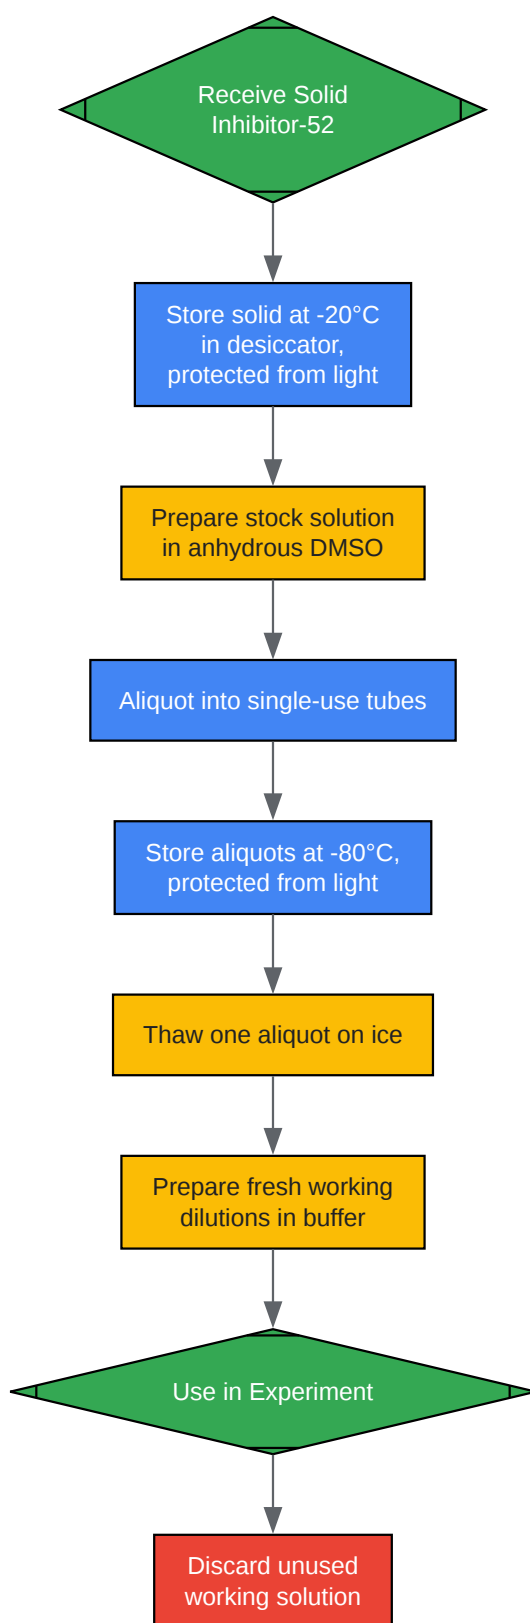 Receive Solid
Inhibitor-52
Store solid at -20°C
in desiccator,
protected from light
Prepare stock solution
in anhydrous DMSO
Aliquot into single-use tubes
Store aliquots at -80°C,
protected from light
Thaw one aliquot on ice
Prepare fresh working
dilutions in buffer
Use in Experiment
Discard unused
working solution